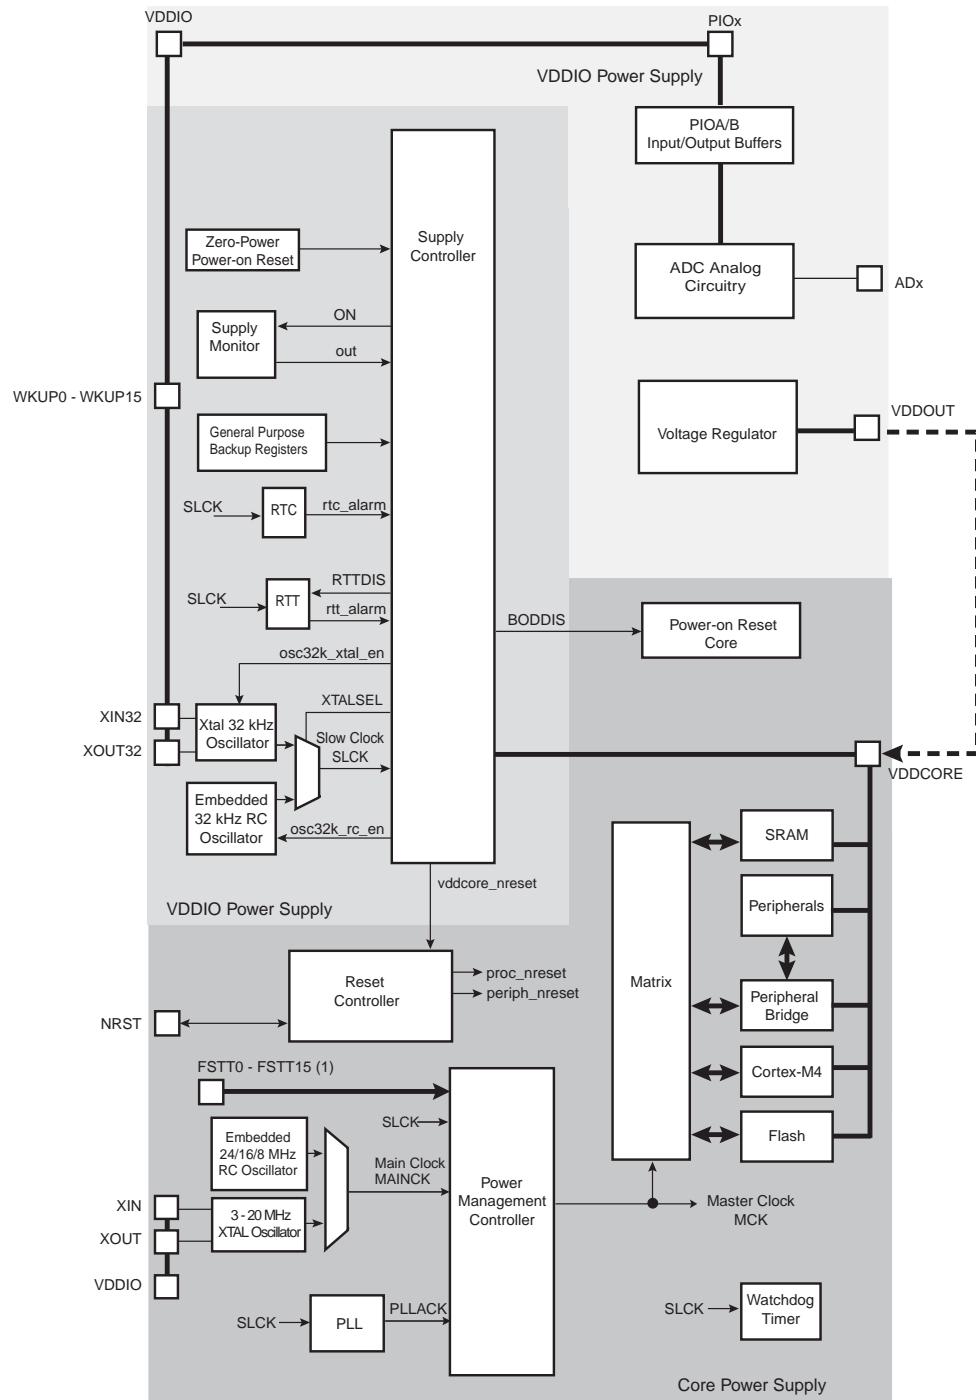 VDDIO
PIOx
VDDIO Power Supply
PIOA/B
Input/Output Buffers
Supply
Controller
Zero-Power
Power-on Reset
ADC Analog
Circuitry
ADx
ON
Supply
Monitor
out
WKUP0 - WKUP15
General Purpose
Backup Registers
VDDOUT
Voltage Regulator
SLCK
RTC
rtc_alarm
RTTDIS
SLCK
RTT
rtt_alarm
BODDIS
Power-on Reset
Core
osc32k_xtal_en
XTALSEL
XIN32
Xtal 32 kHz
Oscillator
XOUT32
Slow Clock
SLCK
VDDCORE
Embedded
32 kHz RC
Oscillator
osc32k_rc_en
SRAM
vddcore_nreset
VDDIO Power Supply
Peripherals
Reset
Controller
proc_nreset
periph_nreset
Matrix
Peripheral
Bridge
NRST
FSTT0 - FSTT15 (1)
Cortex-M4
SLCK
Embedded
24/16/8 MHz
RC Oscillator
Flash
Main Clock
MAINCK
Power
Management
Controller
XIN
3 - 20 MHz
XTAL Oscillator
XOUT
Master Clock
MCK
VDDIO
SLCK
PLL
PLLACK
SLCK
Watchdog
Timer
Core Power Supply